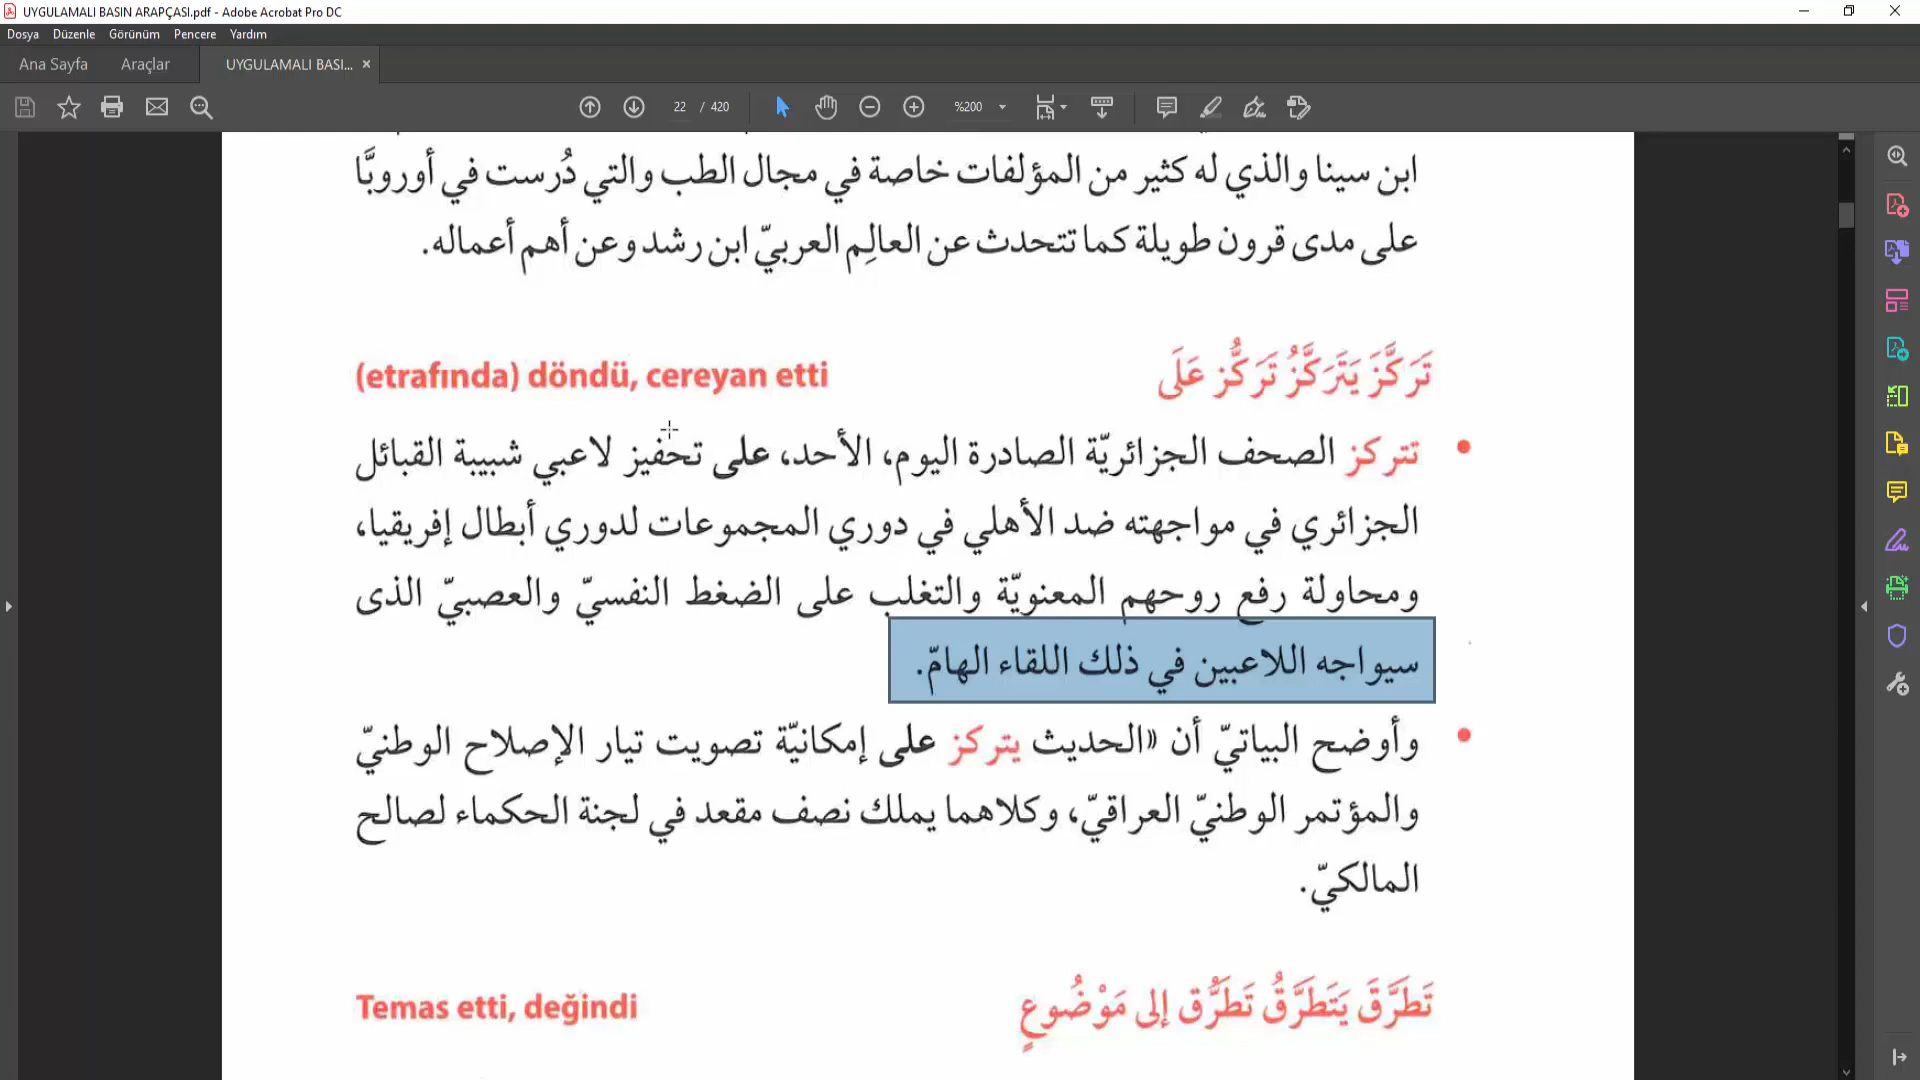 UYGULAMALI BASIN ARAPÇASI.pdf - Adobe Acrobat Pro DC
Dosya Düzenle Görünüm Pencere Yardım
Ana Sayfa Araçlar UYGULAMALI BASI... ×
22 / 420 %200
ابن سينا والذي له كثير من المؤلفات خاصة في مجال الطب والتي دُرست في أوروبَّا
على مدى قرون طويلة كما تتحدث عن العالِم العربيّ ابن رشد وعن أهم أعماله.
تَرَكَّزَ يَتَرَكَّزُ تَرَكُّز عَلَى
(etrafında) döndü, cereyan etti
• تتركز الصحف الجزائريّة الصادرة اليوم، الأحد، على تحفيز لاعبي شبيبة القبائل
الجزائري في مواجهته ضد الأهلي في دوري المجموعات لدوري أبطال إفريقيا،
ومحاولة رفع روحهم المعنويّة والتغلب على الضغط النفسيّ والعصبيّ الذى
سيواجه اللاعبين في ذلك اللقاء الهامّ.
• وأوضح البياتيّ أن «الحديث يتركز على إمكانيّة تصويت تيار الإصلاح الوطنيّ
والمؤتمر الوطنيّ العراقيّ، وكلاهما يملك نصف مقعد في لجنة الحكماء لصالح
المالكيّ.
تَطَرَّقَ يَتَطَرَّقُ تَطَرُّق إلى مَوْضُوعٍ
Temas etti, değindi